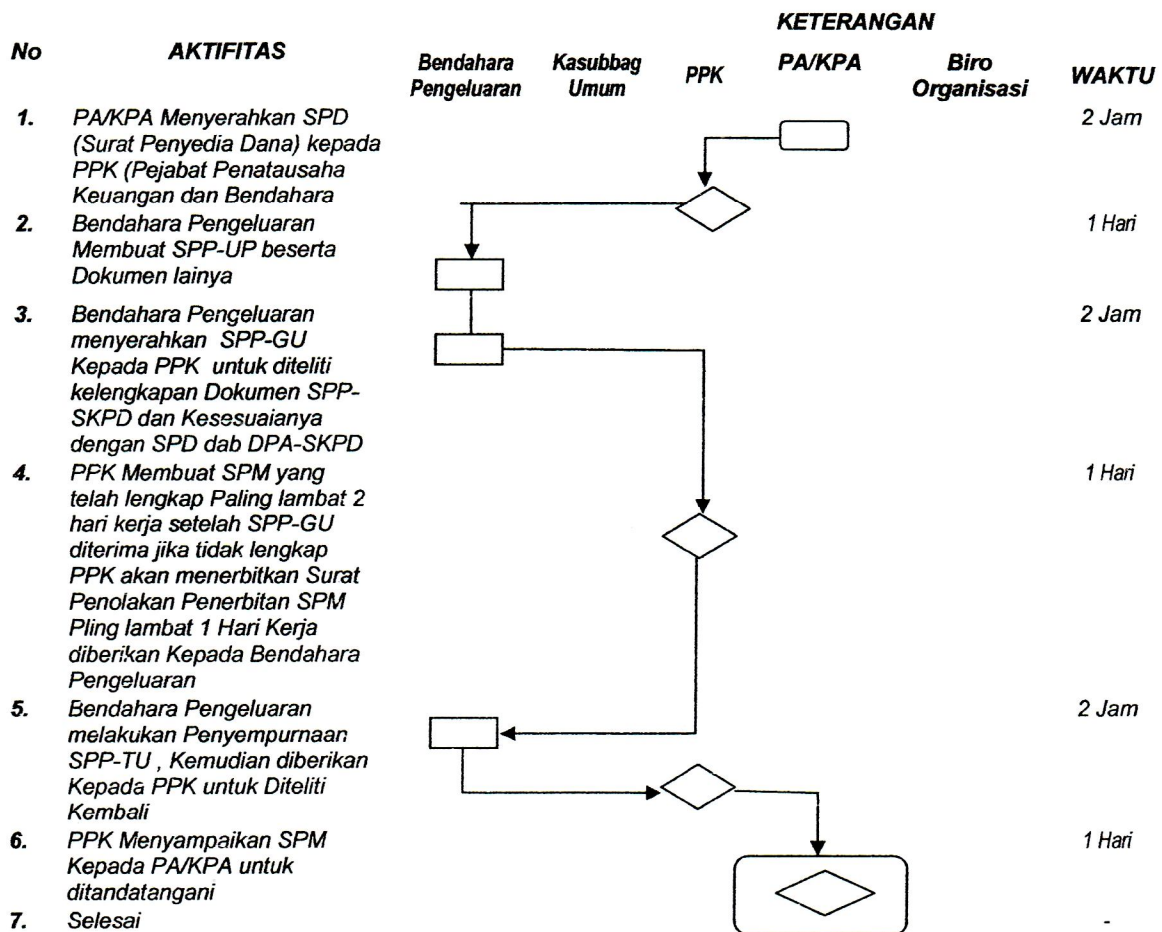 KETERANGAN
No AKTIFITAS Bendahara Pengeluaran Kasubbag Umum PPK PA/KPA Biro Organisasi WAKTU
1. PA/KPA Menyerahkan SPD 2 Jam
(Surat Penyedia Dana) kepada
PPK (Pejabat Penatausaha
Keuangan dan Bendahara
2. Bendahara Pengeluaran 1 Hari
Membuat SPP-UP beserta
Dokumen lainya
3. Bendahara Pengeluaran 2 Jam
menyerahkan SPP-GU
Kepada PPK untuk diteliti
kelengkapan Dokumen SPP-
SKPD dan Kesesuaianya
dengan SPD dab DPA-SKPD
4. PPK Membuat SPM yang 1 Hari
telah lengkap Paling lambat 2
hari kerja setelah SPP-GU
diterima jika tidak lengkap
PPK akan menerbitkan Surat
Penolakan Penerbitan SPM
Pling lambat 1 Hari Kerja
diberikan Kepada Bendahara
Pengeluaran
5. Bendahara Pengeluaran 2 Jam
melakukan Penyempurnaan
SPP-TU , Kemudian diberikan
Kepada PPK untuk Diteliti
Kembali
6. PPK Menyampaikan SPM 1 Hari
Kepada PA/KPA untuk
ditandatangani
7. Selesai -